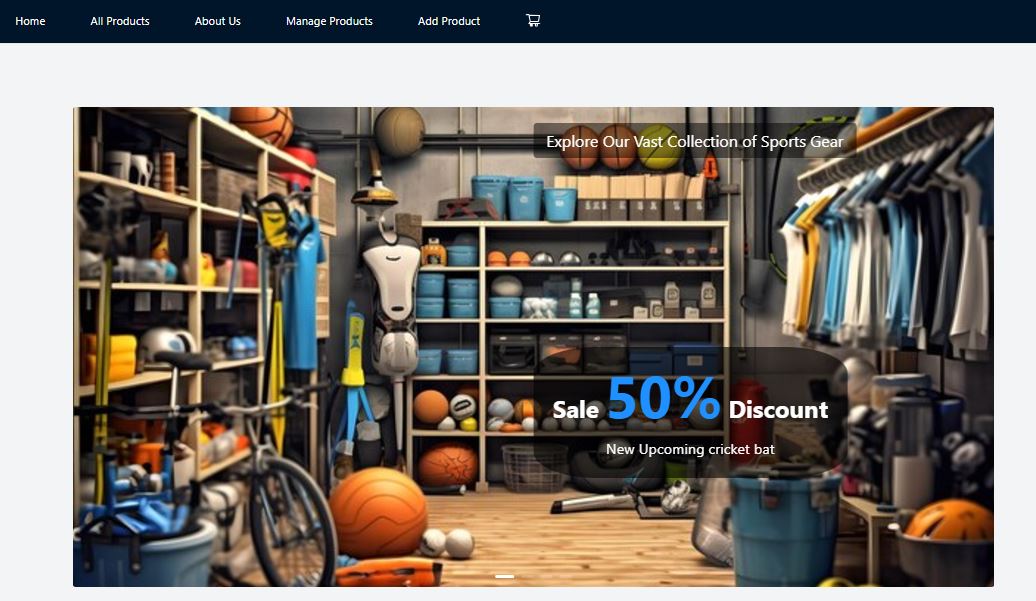 Home All Products About Us Manage Products Add Product
Explore Our Vast Collection of Sports Gear
Sale 50% Discount
New Upcoming cricket bat